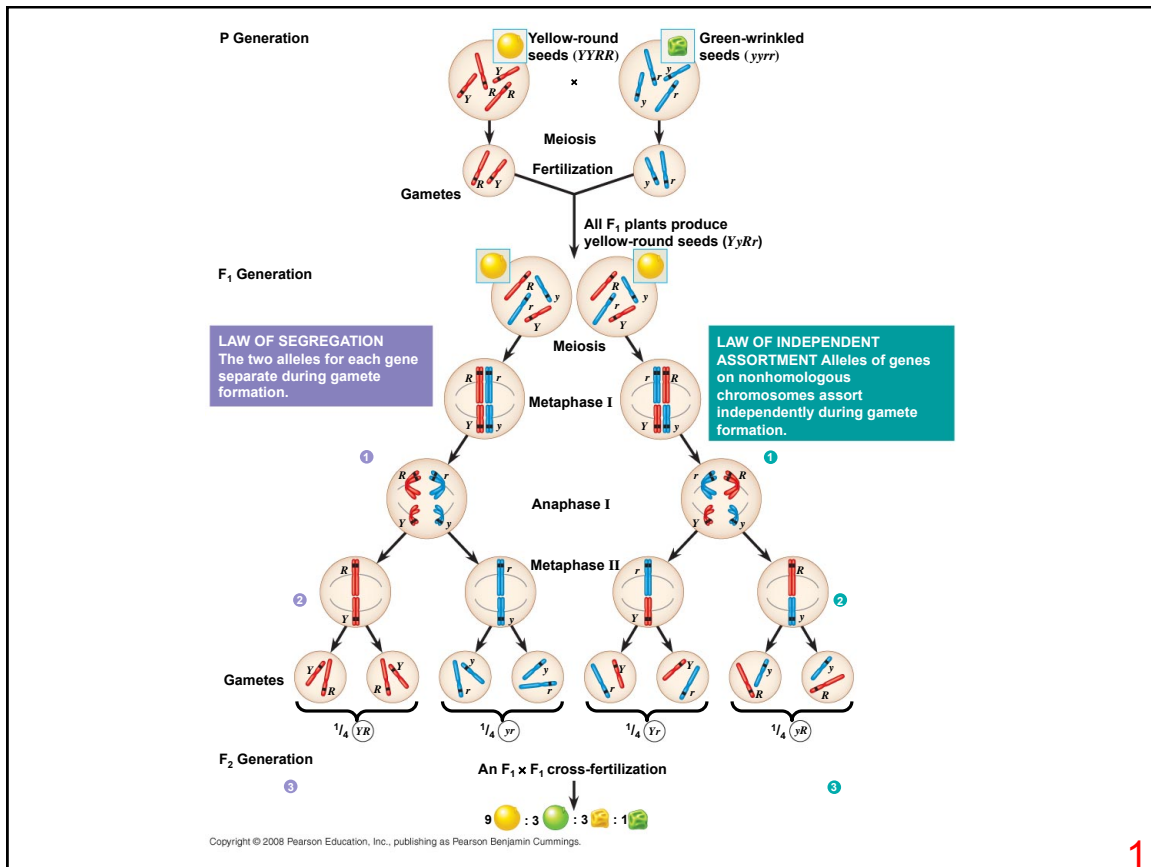 P Generation
Yellow-round
seeds (YYRR)
Green-wrinkled
seeds (yyrr)
×
Y
Y
R
R
y
r
y
r
Meiosis
Fertilization
Gametes
R Y
y r
All F₁ plants produce
yellow-round seeds (YyRr)
F₁ Generation
R
y
r
Y
R
y
r
Y
LAW OF SEGREGATION
The two alleles for each gene
separate during gamete
formation.
LAW OF INDEPENDENT
ASSORTMENT Alleles of genes
on nonhologous
chromosomes assort
independently during gamete
formation.
Meiosis
Metaphase I
R r
Y y
r R
Y y
1
1
Anaphase I
R r
Y y
r R
Y y
Metaphase II
R
Y
r
y
r
Y
R
y
2
2
Gametes
Y
R
Y
R
y
r
y
r
Y
r
Y
r
y
R
y
R
1/4 YR
1/4 yr
1/4 Yr
1/4 yR
F₂ Generation
An F₁ × F₁ cross-fertilization
3
3
9 : 3 : 3 : 1
Copyright © 2008 Pearson Education, Inc., publishing as Pearson Benjamin Cummings.
1